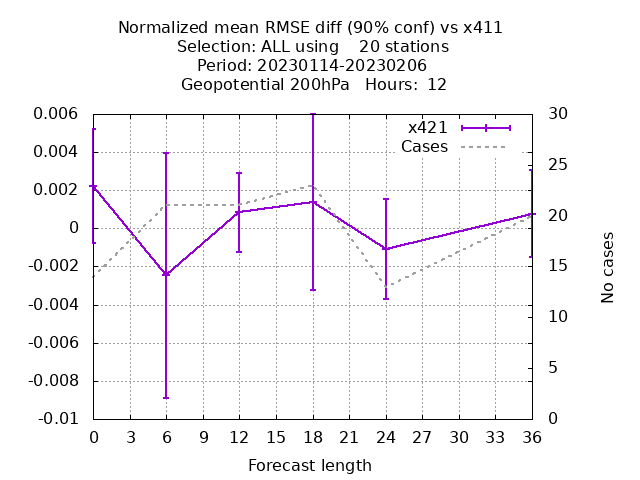 Normalized mean RMSE diff (90% conf) vs x411
Selection: ALL using    20 stations
Period: 20230114-20230206
Geopotential 200hPa   Hours:  12
x421
Cases
0.006
0.004
0.002
0
-0.002
-0.004
-0.006
-0.008
-0.01
30
25
20
15
10
5
0
No cases
0 3 6 9 12 15 18 21 24 27 30 33 36
Forecast length